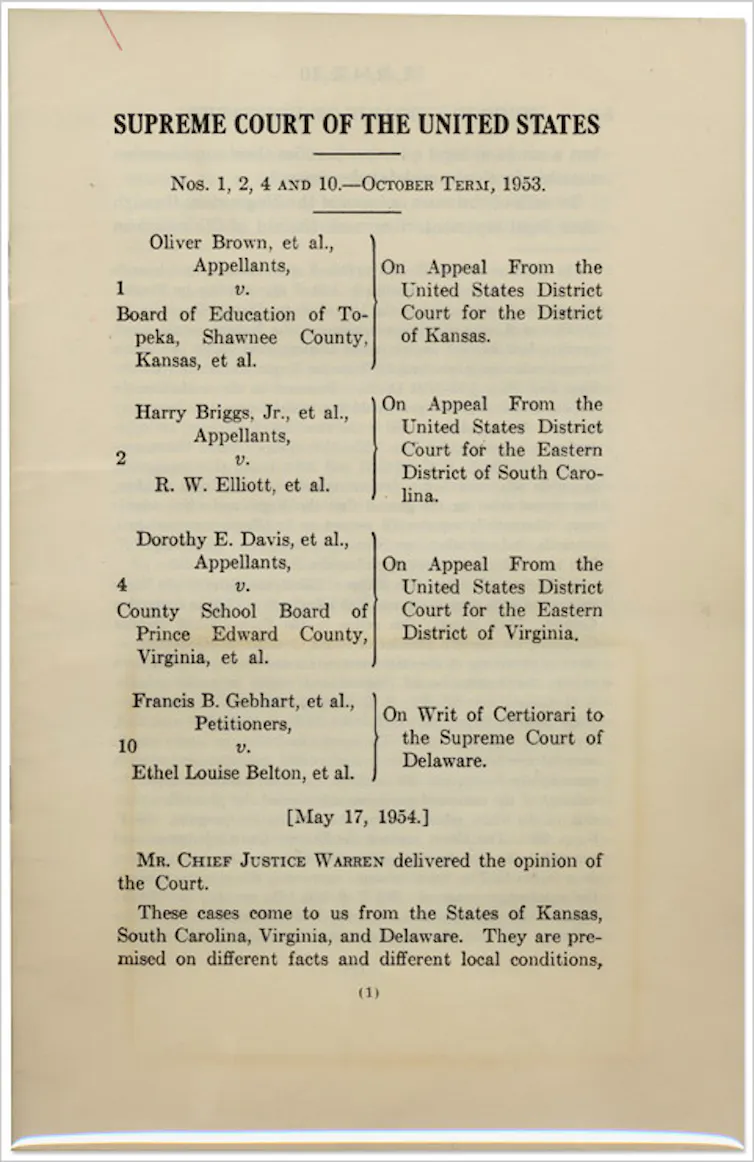 SUPREME COURT OF THE UNITED STATES
Nos. 1, 2, 4 AND 10.—OCTOBER TERM, 1953.
Oliver Brown, et al.,
Appellants,
1 v.
Board of Education of To-
peka, Shawnee County,
Kansas, et al.
On Appeal From the
United States District
Court for the District
of Kansas.
Harry Briggs, Jr., et al.,
Appellants,
2 v.
R. W. Elliott, et al.
On Appeal From the
United States District
Court for the Eastern
District of South Caro-
lina.
Dorothy E. Davis, et al.,
Appellants,
4 v.
County School Board of
Prince Edward County,
Virginia, et al.
On Appeal From the
United States District
Court for the Eastern
District of Virginia.
Francis B. Gebhart, et al.,
Petitioners,
10 v.
Ethel Louise Belton, et al.
On Writ of Certiorari to
the Supreme Court of
Delaware.
[May 17, 1954.]
MR. CHIEF JUSTICE WARREN delivered the opinion of
the Court.
These cases come to us from the States of Kansas,
South Carolina, Virginia, and Delaware. They are pre-
mised on different facts and different local conditions,
(1)